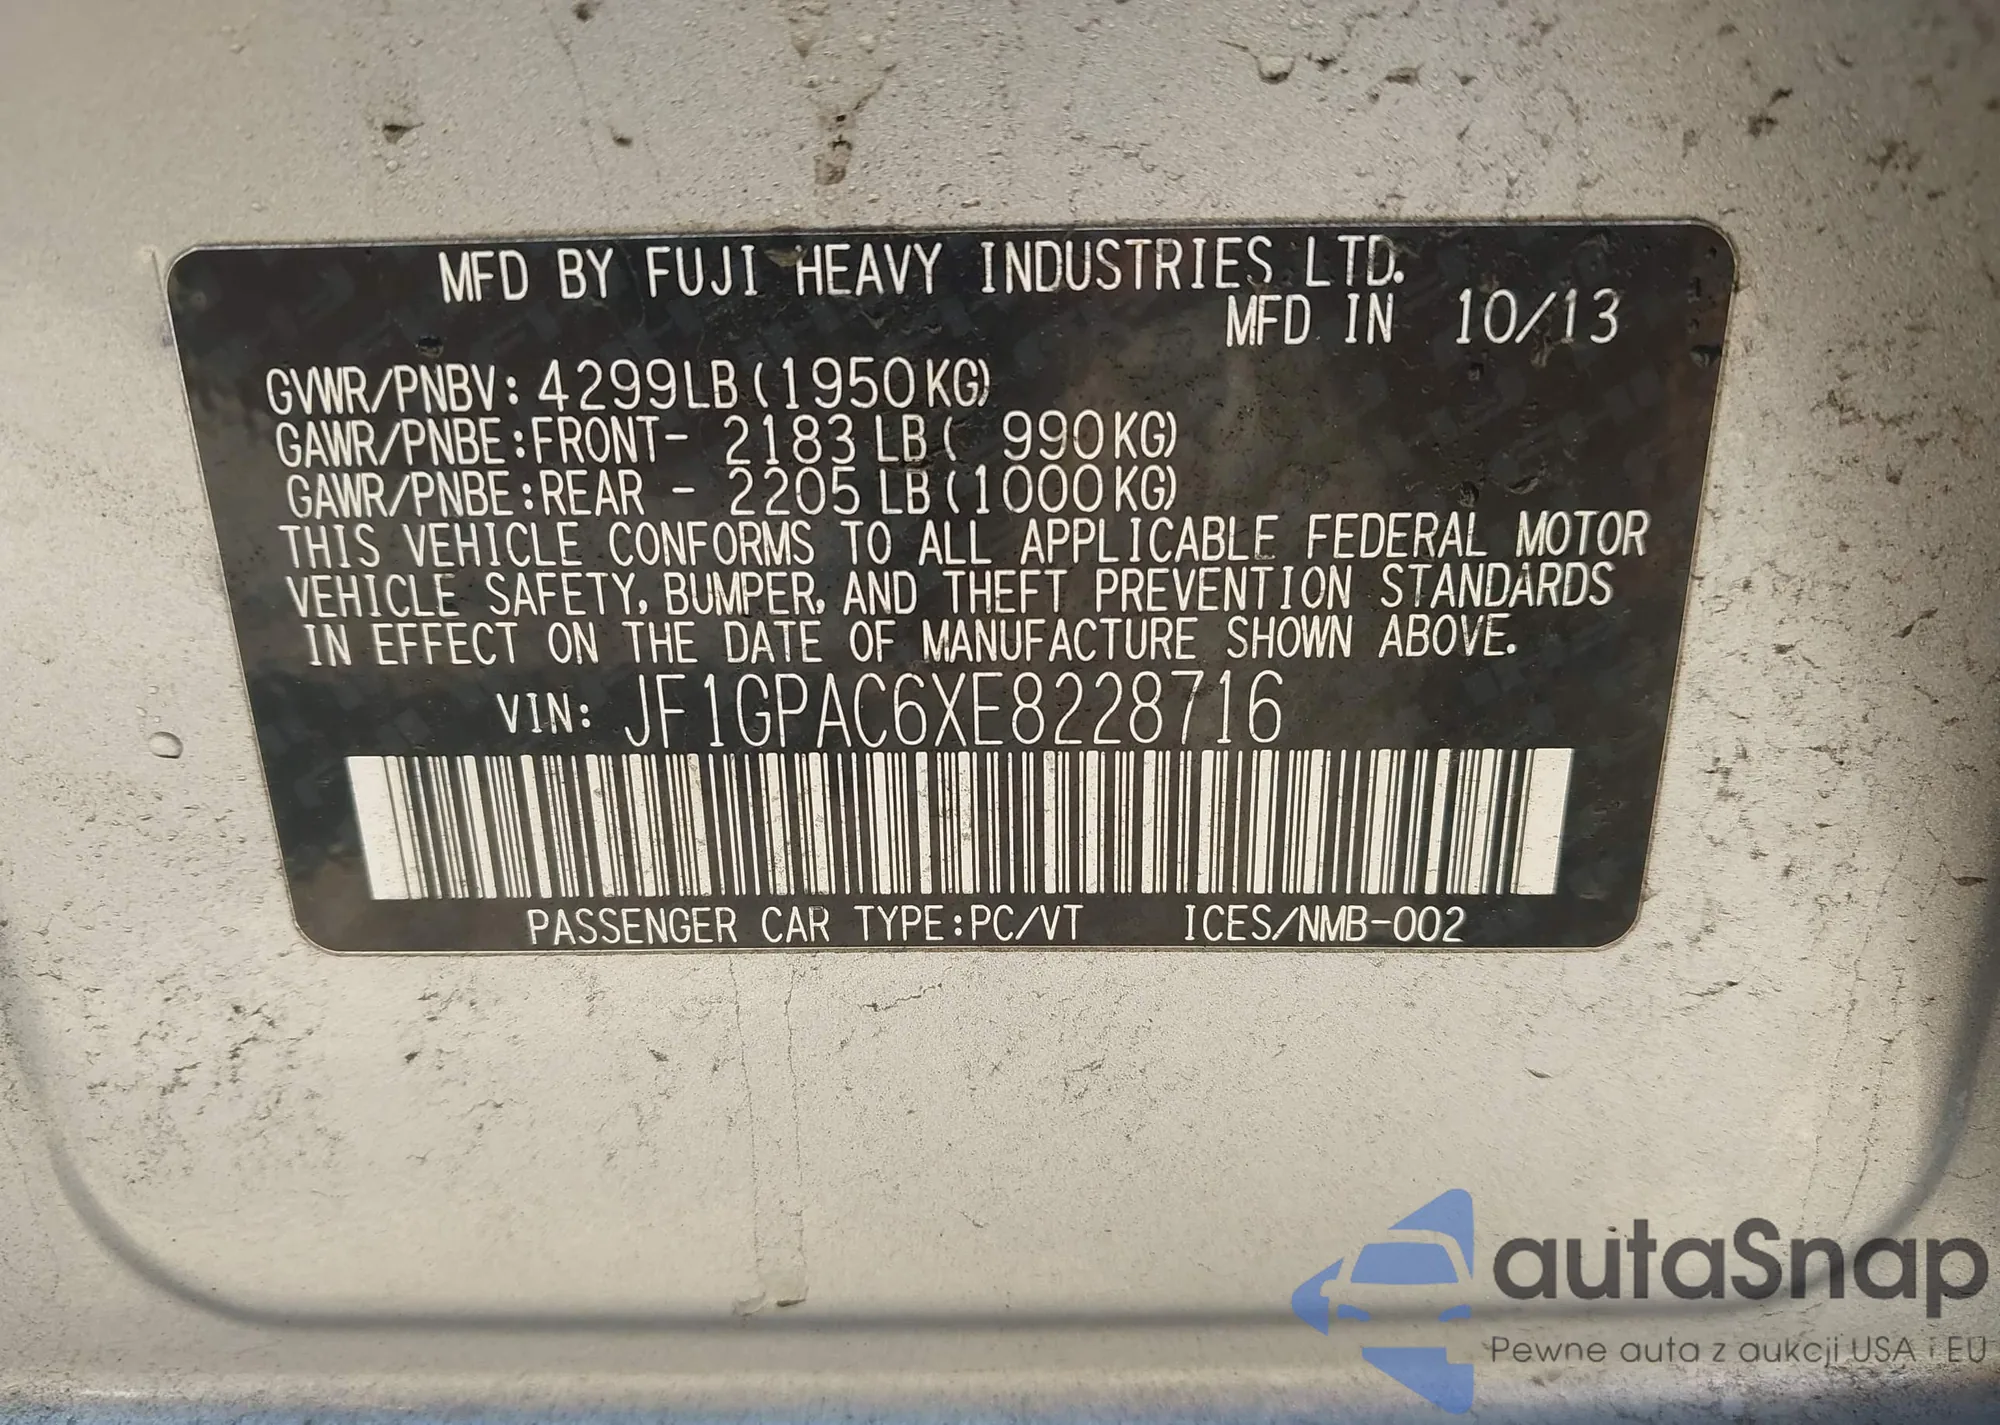 MFD BY FUJI HEAVY INDUSTRIES LTD.
MFD IN 10/13
GVWR/PNBV: 4299LB(1950KG)
GAWR/PNBE:FRONT- 2183 LB( 990KG)
GAWR/PNBE:REAR - 2205 LB(1000KG)
THIS VEHICLE CONFORMS TO ALL APPLICABLE FEDERAL MOTOR
VEHICLE SAFETY, BUMPER, AND THEFT PREVENTION STANDARDS
IN EFFECT ON THE DATE OF MANUFACTURE SHOWN ABOVE.
VIN: JF1GPAC6XE8228716
PASSENGER CAR TYPE:PC/VT ICES/NMB-002
autaSnap
Pewne auta z aukcji USA i EU